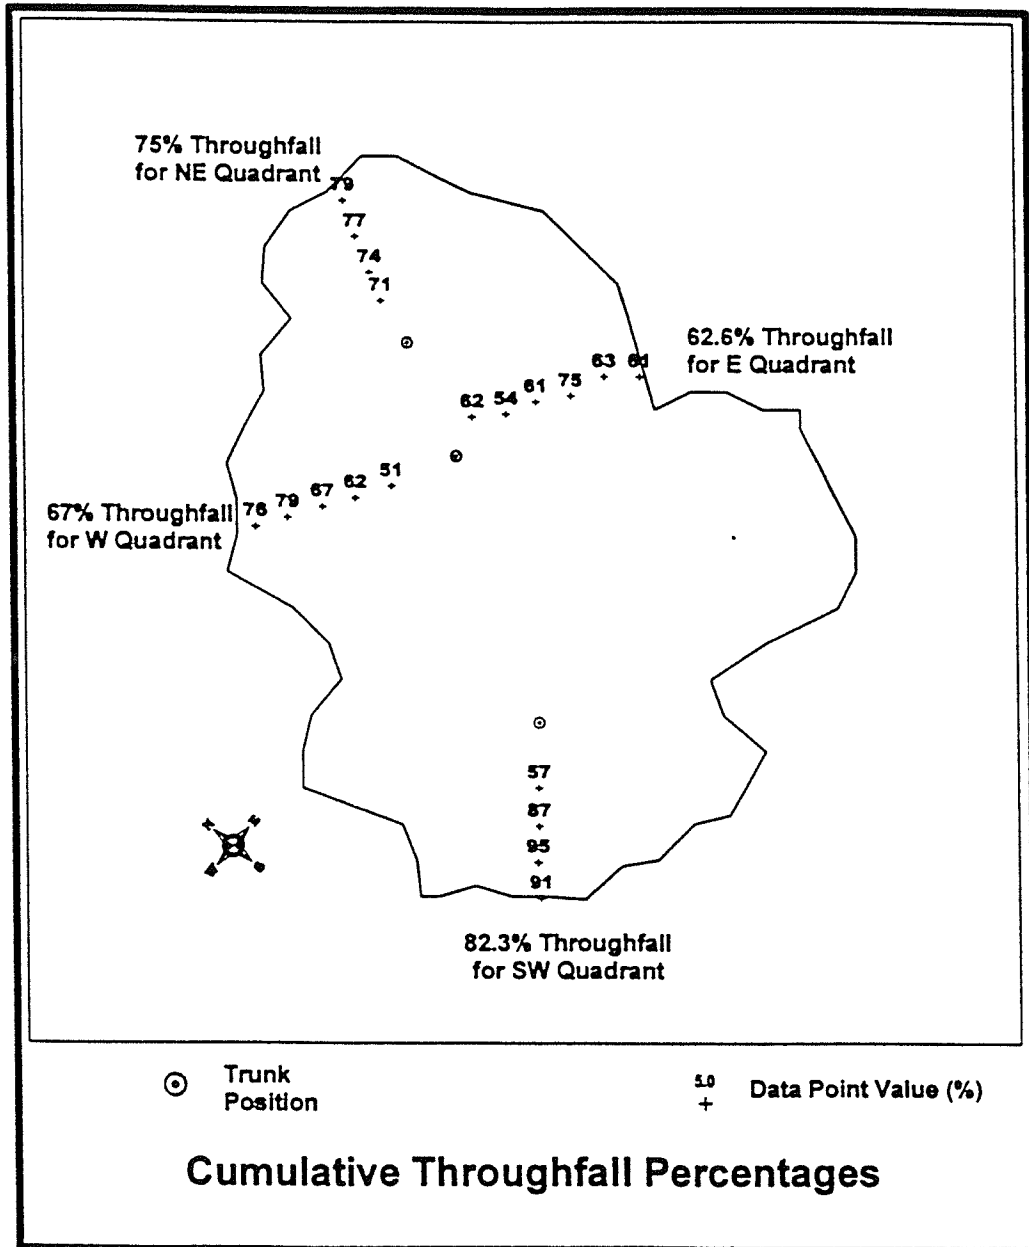 75% Throughfall
for NE Quadrant
79
77
74
71
62.6% Throughfall
for E Quadrant
62 54 61 75 63 61
67% Throughfall
for W Quadrant
76 79 67 62 51
57
87
95
91
82.3% Throughfall
for SW Quadrant
Trunk
Position
5.0
Data Point Value (%)
Cumulative Throughfall Percentages